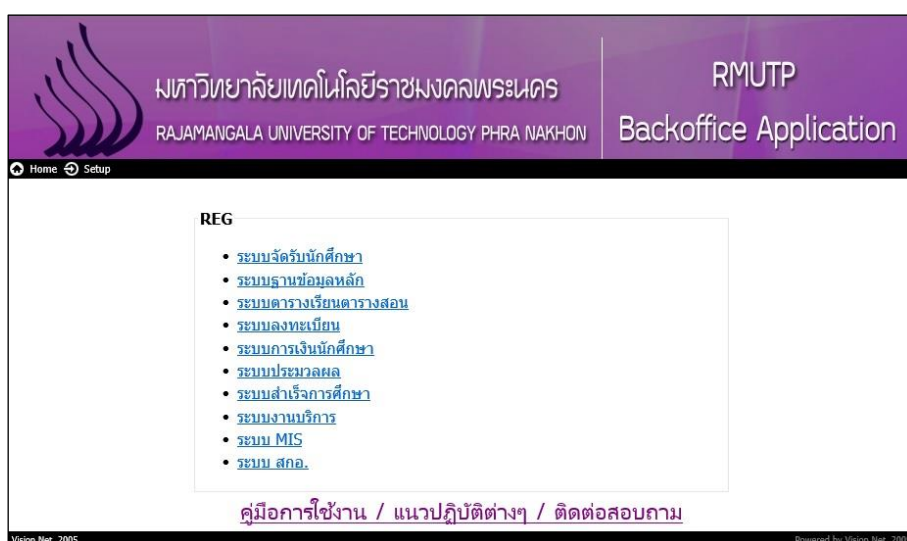 มหาวิทยาลัยเทคโนโลยีราชมงคลพระนคร
RAJAMANGALA UNIVERSITY OF TECHNOLOGY PHRA NAKHON
RMUTP
Backoffice Application
Home Setup
REG
• ระบบจัดรับนักศึกษา
• ระบบฐานข้อมูลหลัก
• ระบบตารางเรียนตารางสอน
• ระบบลงทะเบียน
• ระบบการเงินนักศึกษา
• ระบบประมวลผล
• ระบบสำเร็จการศึกษา
• ระบบงานบริการ
• ระบบ MIS
• ระบบ สกอ.
คู่มือการใช้งาน / แนวปฏิบัติต่างๆ / ติดต่อสอบถาม
Vision Net, 2005
Powered by Vision Net,